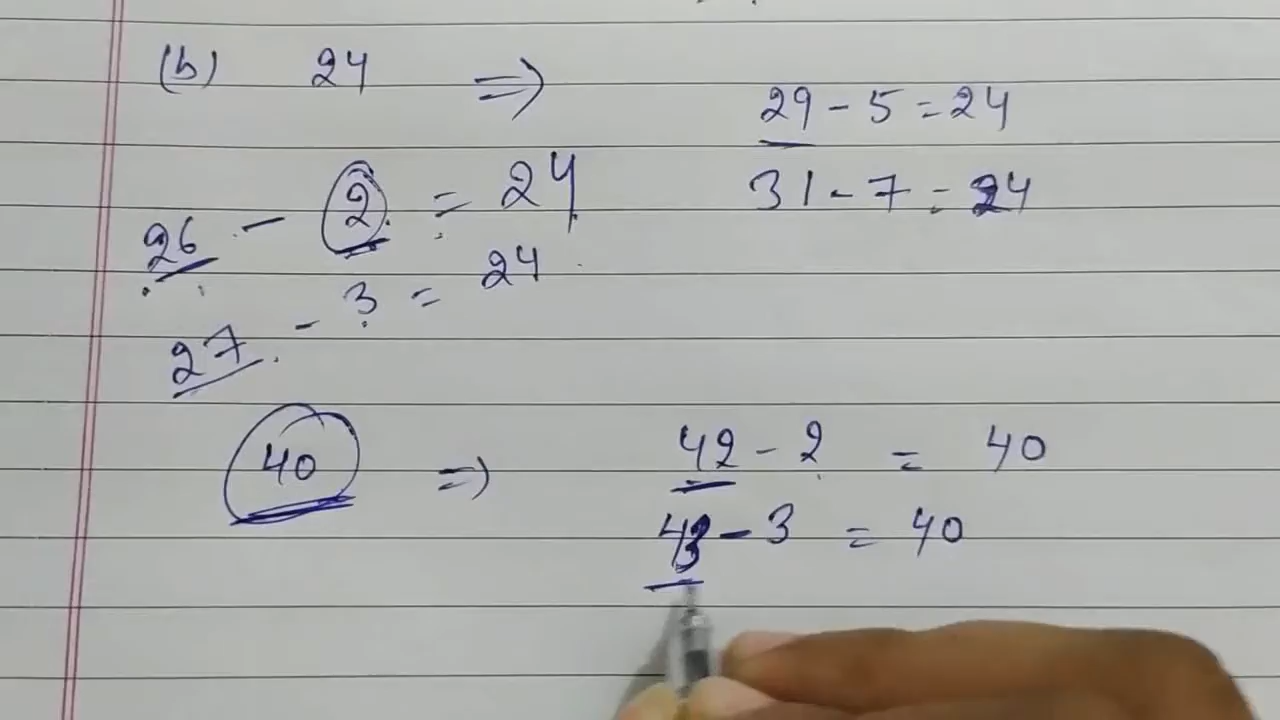 (b) 24 ⇒
29 - 5 = 24
26 - 2 = 24
31 - 7 = 24
27 - 3 = 24
40 ⇒ 42 - 2 = 40
43 - 3 = 40